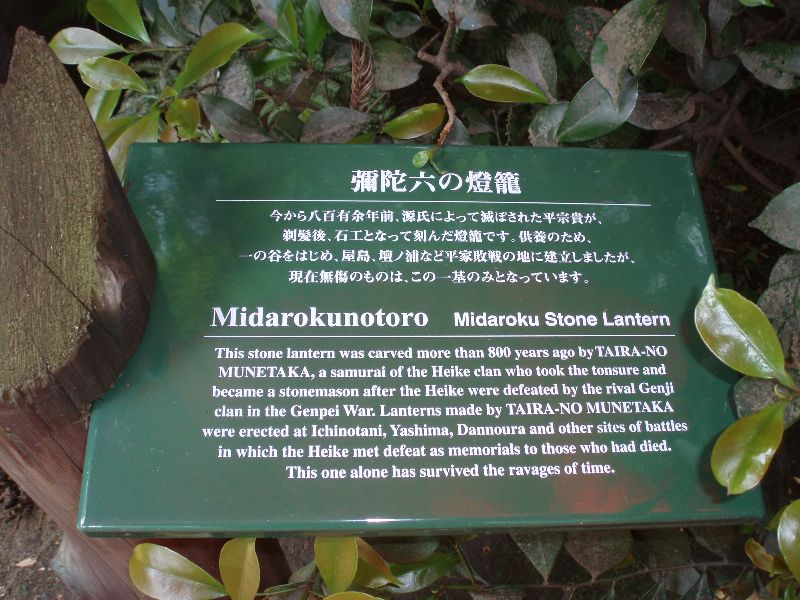 彌陀六の燈籠
今から八百有余年前、源氏によって滅ぼされた平宗貴が、
剃髪後、石工となって刻んだ燈籠です。供養のため、
一の谷をはじめ、屋島、壇ノ浦など平家敗戦の地に建立しましたが、
現在無傷のものは、この一基のみとなっています。
Midarokunotoro Midaroku Stone Lantern
This stone lantern was carved more than 800 years ago by TAIRA-NO
MUNETAKA, a samurai of the Heike clan who took the tonsure and
became a stonemason after the Heike were defeated by the rival Genji
clan in the Genpei War. Lanterns made by TAIRA-NO MUNETAKA
were erected at Ichinotani, Yashima, Dannoura and other sites of battles
in which the Heike met defeat as memorials to those who had died.
This one alone has survived the ravages of time.